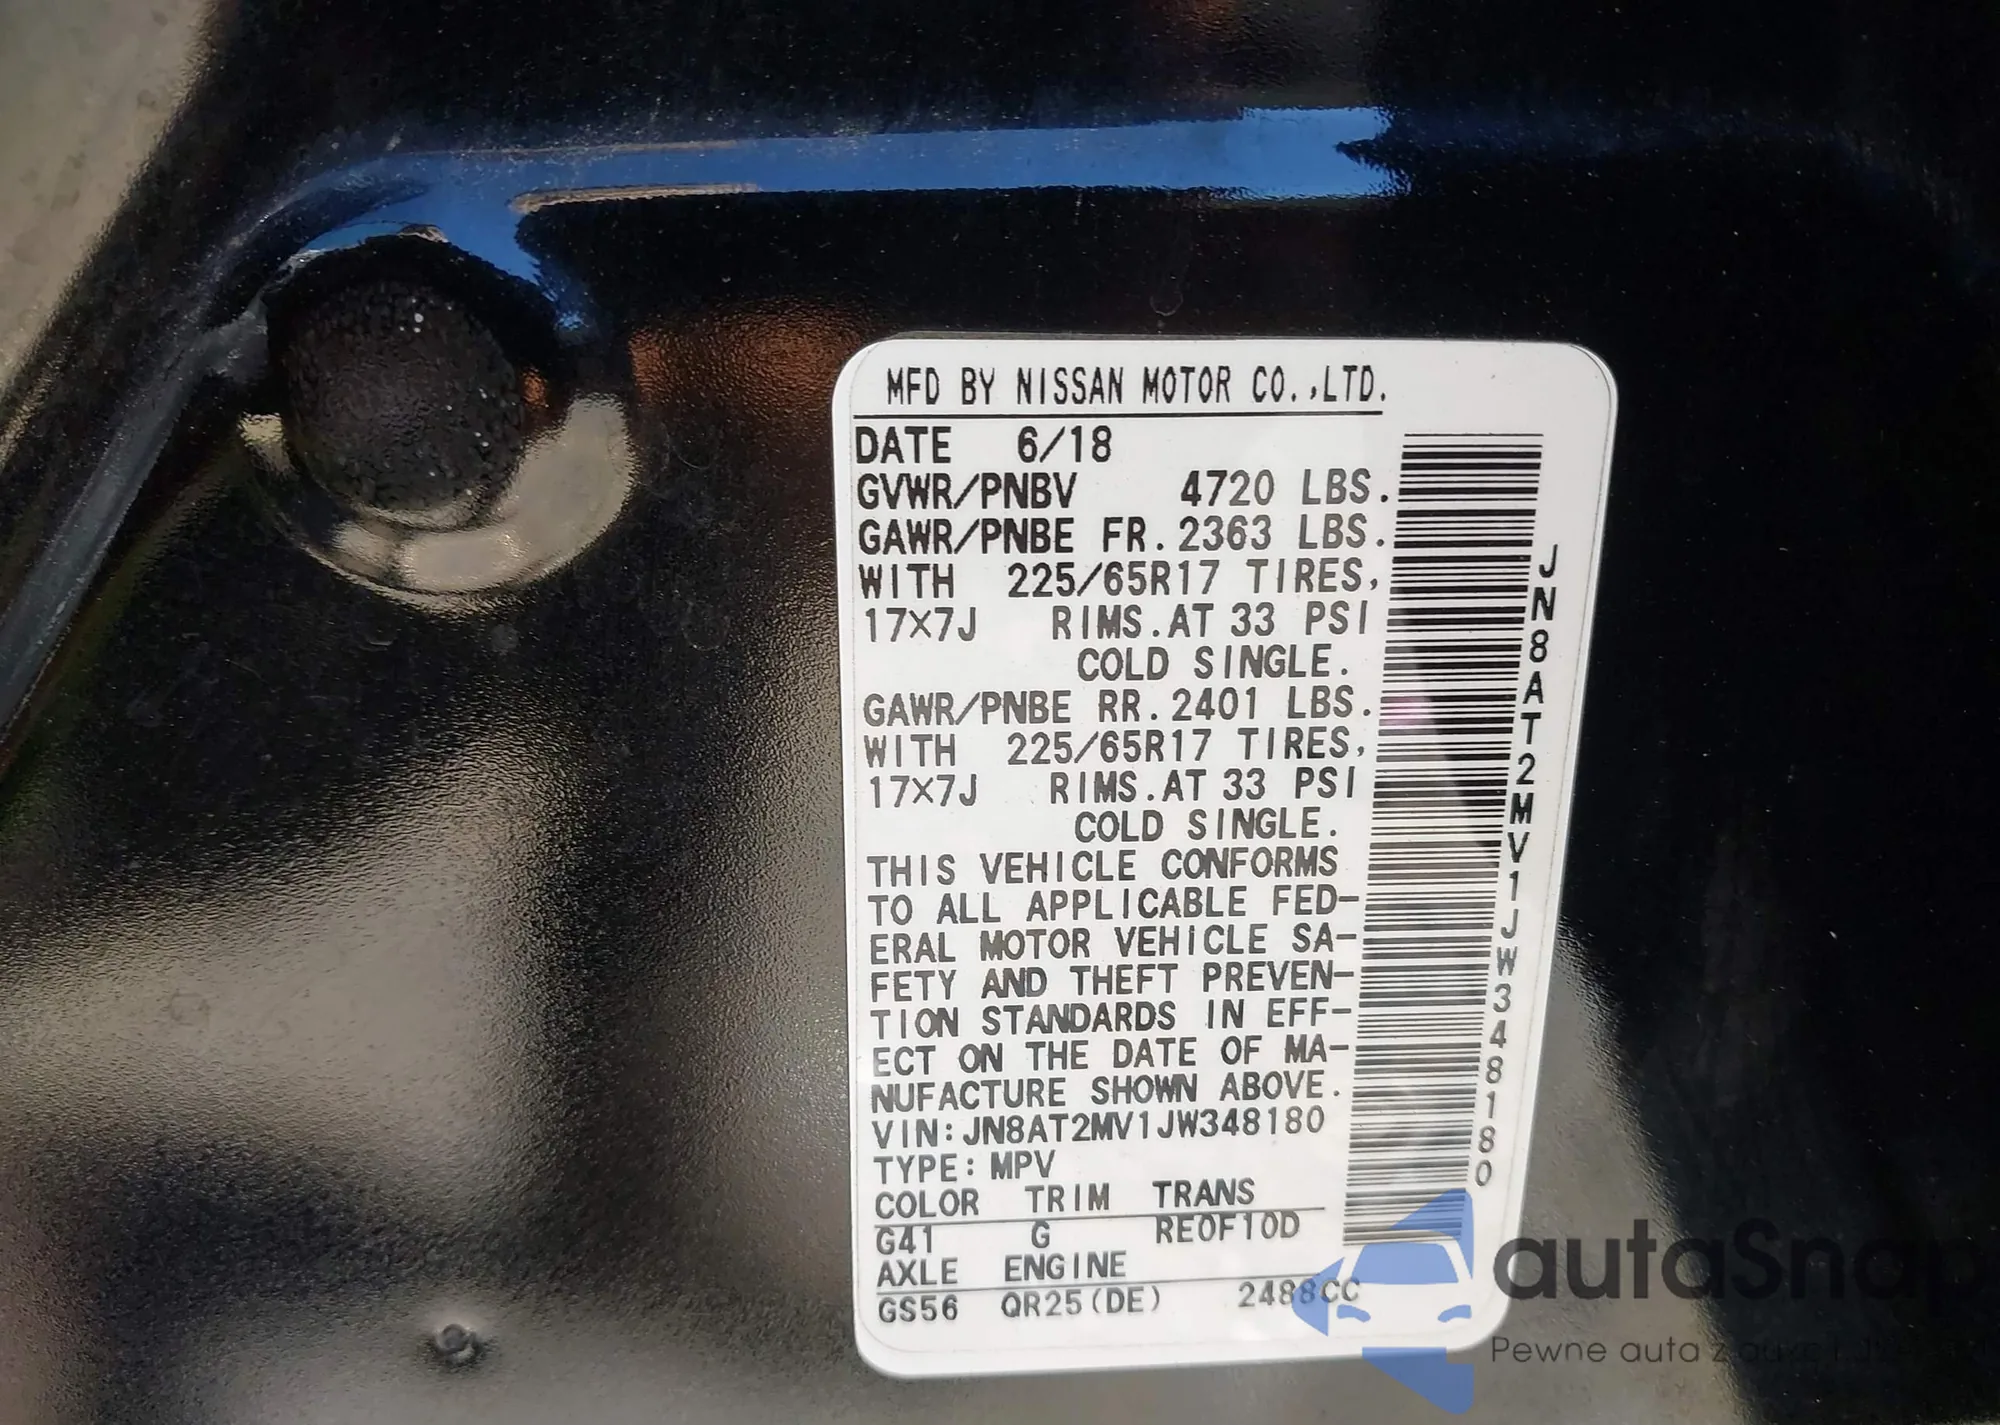 MFD BY NISSAN MOTOR CO.,LTD.
DATE 6/18
GVWR/PNBV 4720 LBS.
GAWR/PNBE FR. 2363 LBS.
WITH 225/65R17 TIRES,
17X7J RIMS.AT 33 PSI
COLD SINGLE.
GAWR/PNBE RR. 2401 LBS.
WITH 225/65R17 TIRES,
17X7J RIMS.AT 33 PSI
COLD SINGLE.
THIS VEHICLE CONFORMS
TO ALL APPLICABLE FED-
ERAL MOTOR VEHICLE SA-
FETY AND THEFT PREVEN-
TION STANDARDS IN EFF-
ECT ON THE DATE OF MA-
NUFACTURE SHOWN ABOVE.
VIN:JN8AT2MV1JW348180
TYPE:MPV
COLOR TRIM TRANS
G41 G RE0F10D
AXLE ENGINE
GS56 QR25(DE) 2488CC
JN8AT2MV1JW348180
autaSnap
Pewne auta z